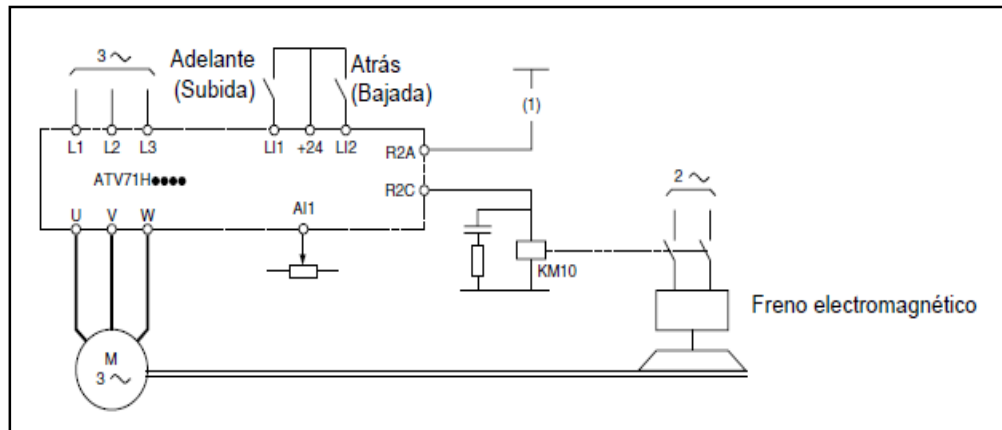 3 ~
Adelante
(Subida)
Atrás
(Bajada)
(1)
L1 L2 L3 LI1 +24 LI2
R2A
ATV71H●●●●
R2C
2 ~
U V W
AI1
KM10
Freno electromagnético
M
3 ~